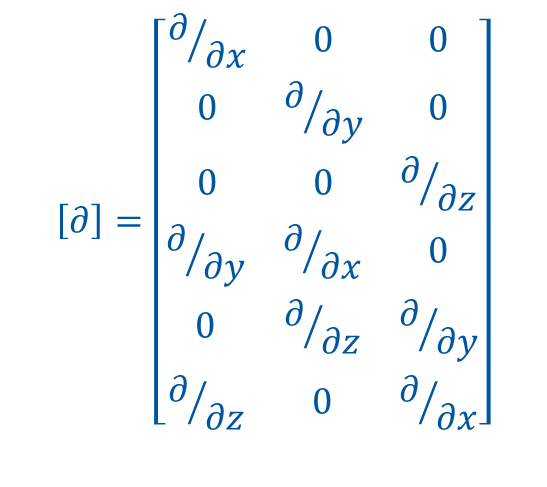 ∂/∂x 0 0
0 ∂/∂y 0
0 0 ∂/∂z
[∂] =
∂/∂y ∂/∂x 0
0 ∂/∂z ∂/∂y
∂/∂z 0 ∂/∂x